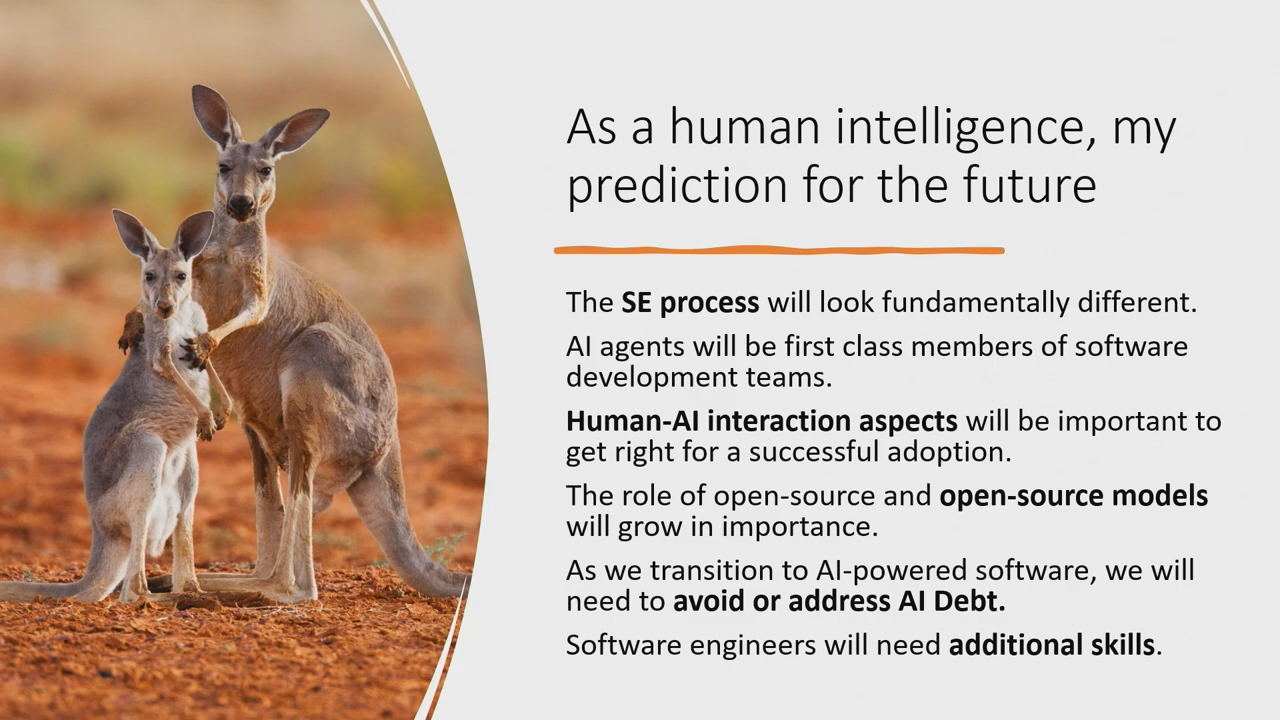 As a human intelligence, my
prediction for the future
The SE process will look fundamentally different.
AI agents will be first class members of software
development teams.
Human-AI interaction aspects will be important to
get right for a successful adoption.
The role of open-source and open-source models
will grow in importance.
As we transition to AI-powered software, we will
need to avoid or address AI Debt.
Software engineers will need additional skills.